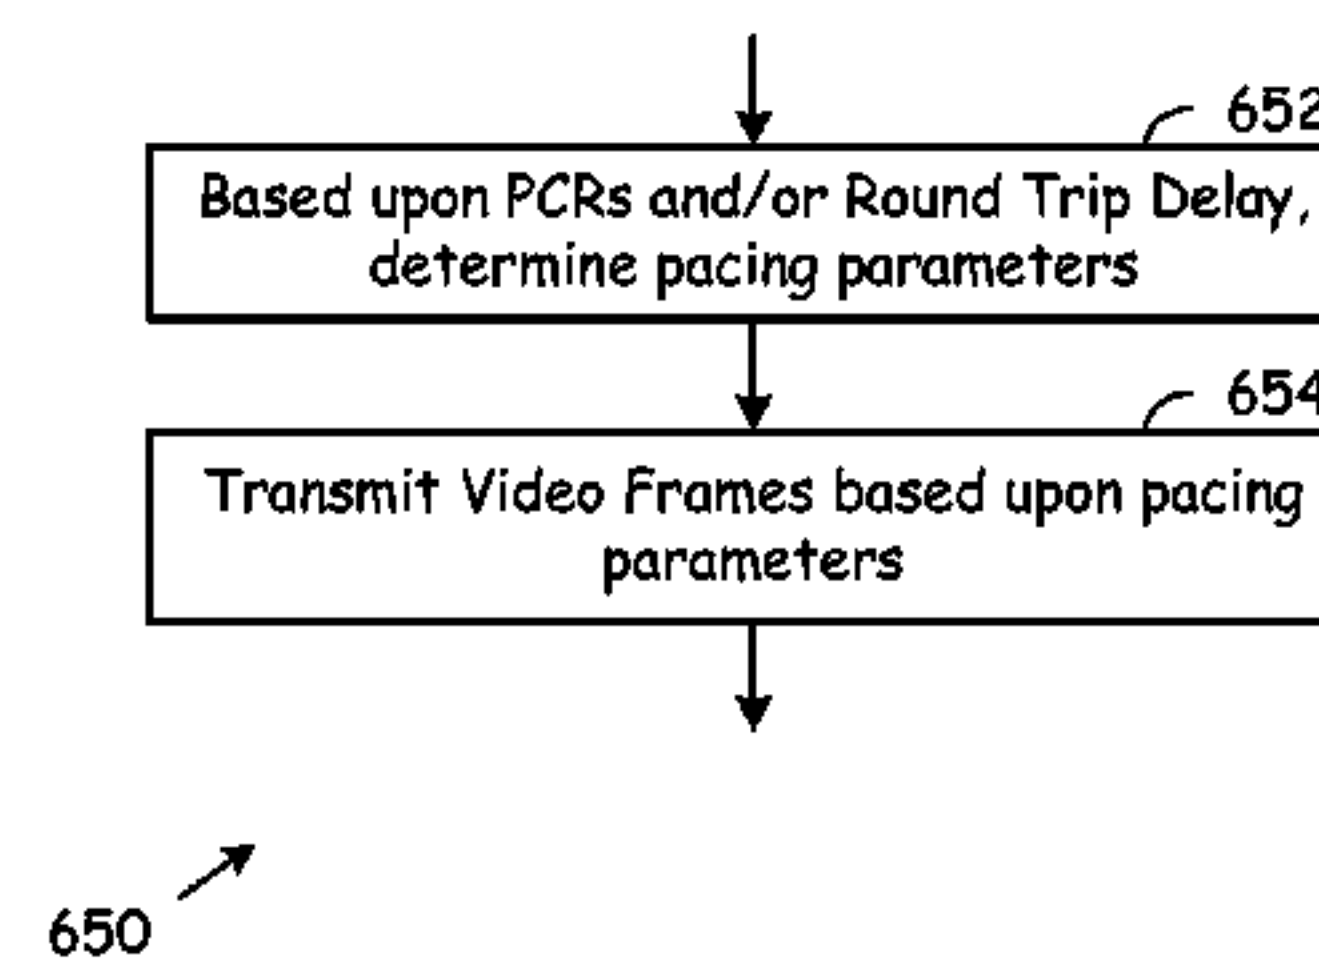 652
Based upon PCRs and/or Round Trip Delay,
determine pacing parameters
654
Transmit Video Frames based upon pacing
parameters
650